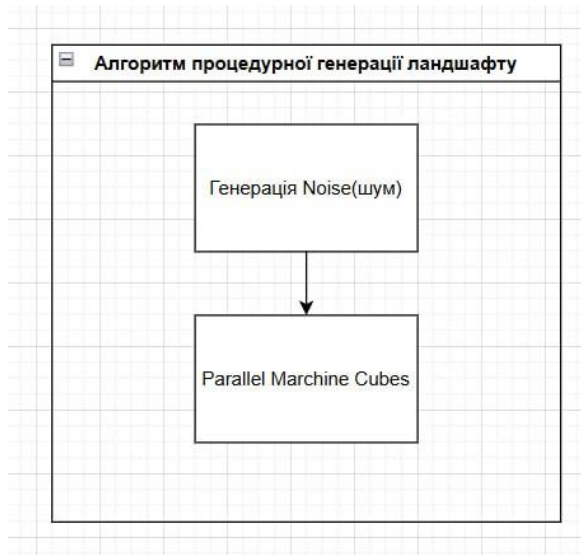 Алгоритм процедурної генерації ландшафту
Генерація Noise(шум)
Parallel Marchine Cubes